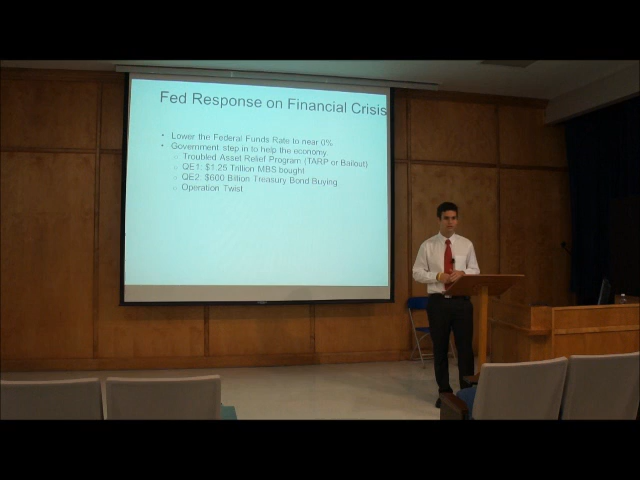 Fed Response on Financial Crisis
• Lower the Federal Funds Rate to near 0%
• Government step in to help the economy.
○ Troubled Asset Relief Program (TARP or Bailout)
○ QE1: $1.25 Trillion MBS bought
○ QE2: $600 Billion Treasury Bond Buying
○ Operation Twist